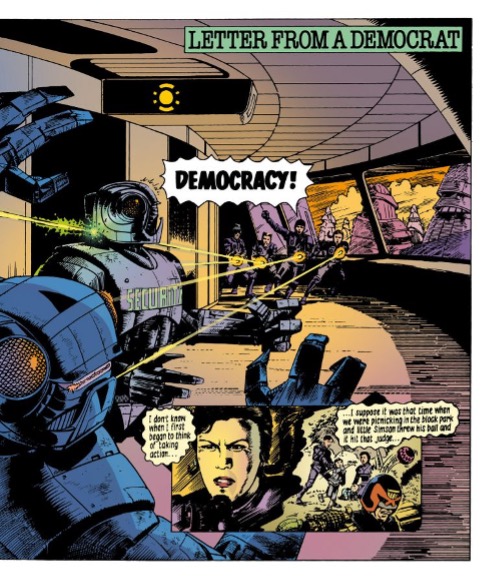 LETTER FROM A DEMOCRAT
DEMOCRACY!
SECURITY
I don't know
when I first
began to think
of taking
action...
...I suppose it was that time when
we were picnicking in the block park
and little Simson threw his ball and
it hit that judge...